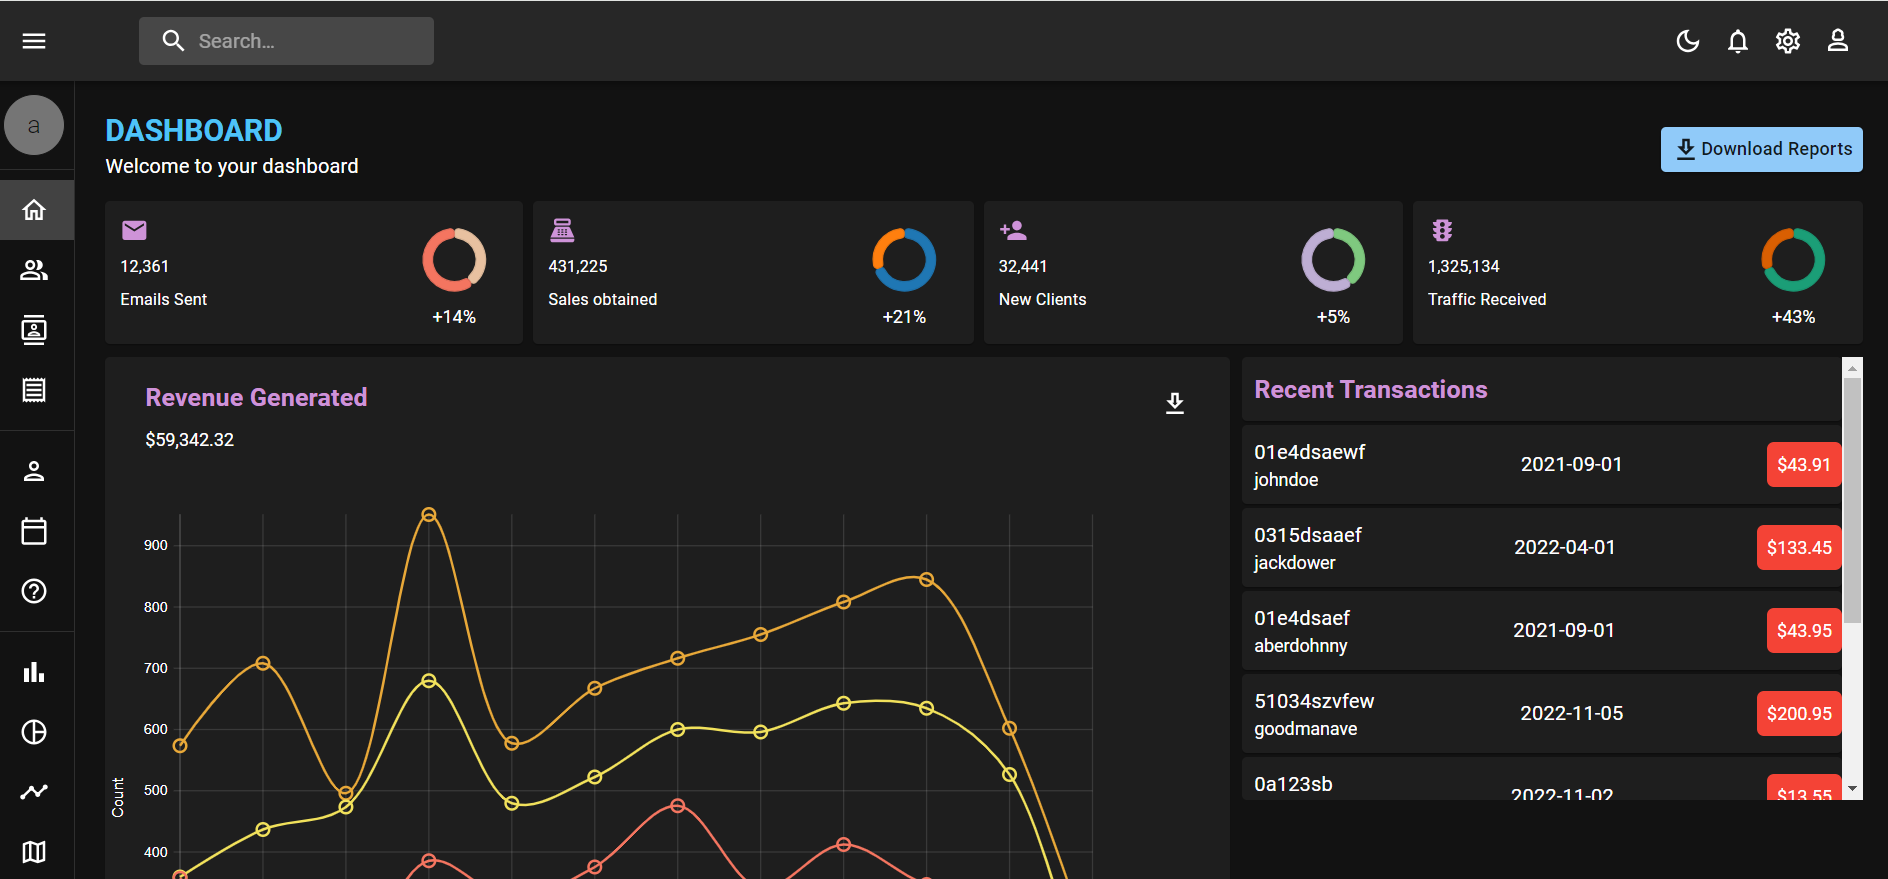 Search...
a
DASHBOARD
Welcome to your dashboard
Download Reports
12,361
Emails Sent
+14%
431,225
Sales obtained
+21%
32,441
New Clients
+5%
1,325,134
Traffic Received
+43%
Revenue Generated
$59,342.32
900
800
700
600
500
400
Count
Recent Transactions
01e4dsaewf
johndoe
2021-09-01
$43.91
0315dsaaef
jackdower
2022-04-01
$133.45
01e4dsaef
aberdohnny
2021-09-01
$43.95
51034szvfew
goodmanave
2022-11-05
$200.95
0a123sb
2022-11-02
$13.55